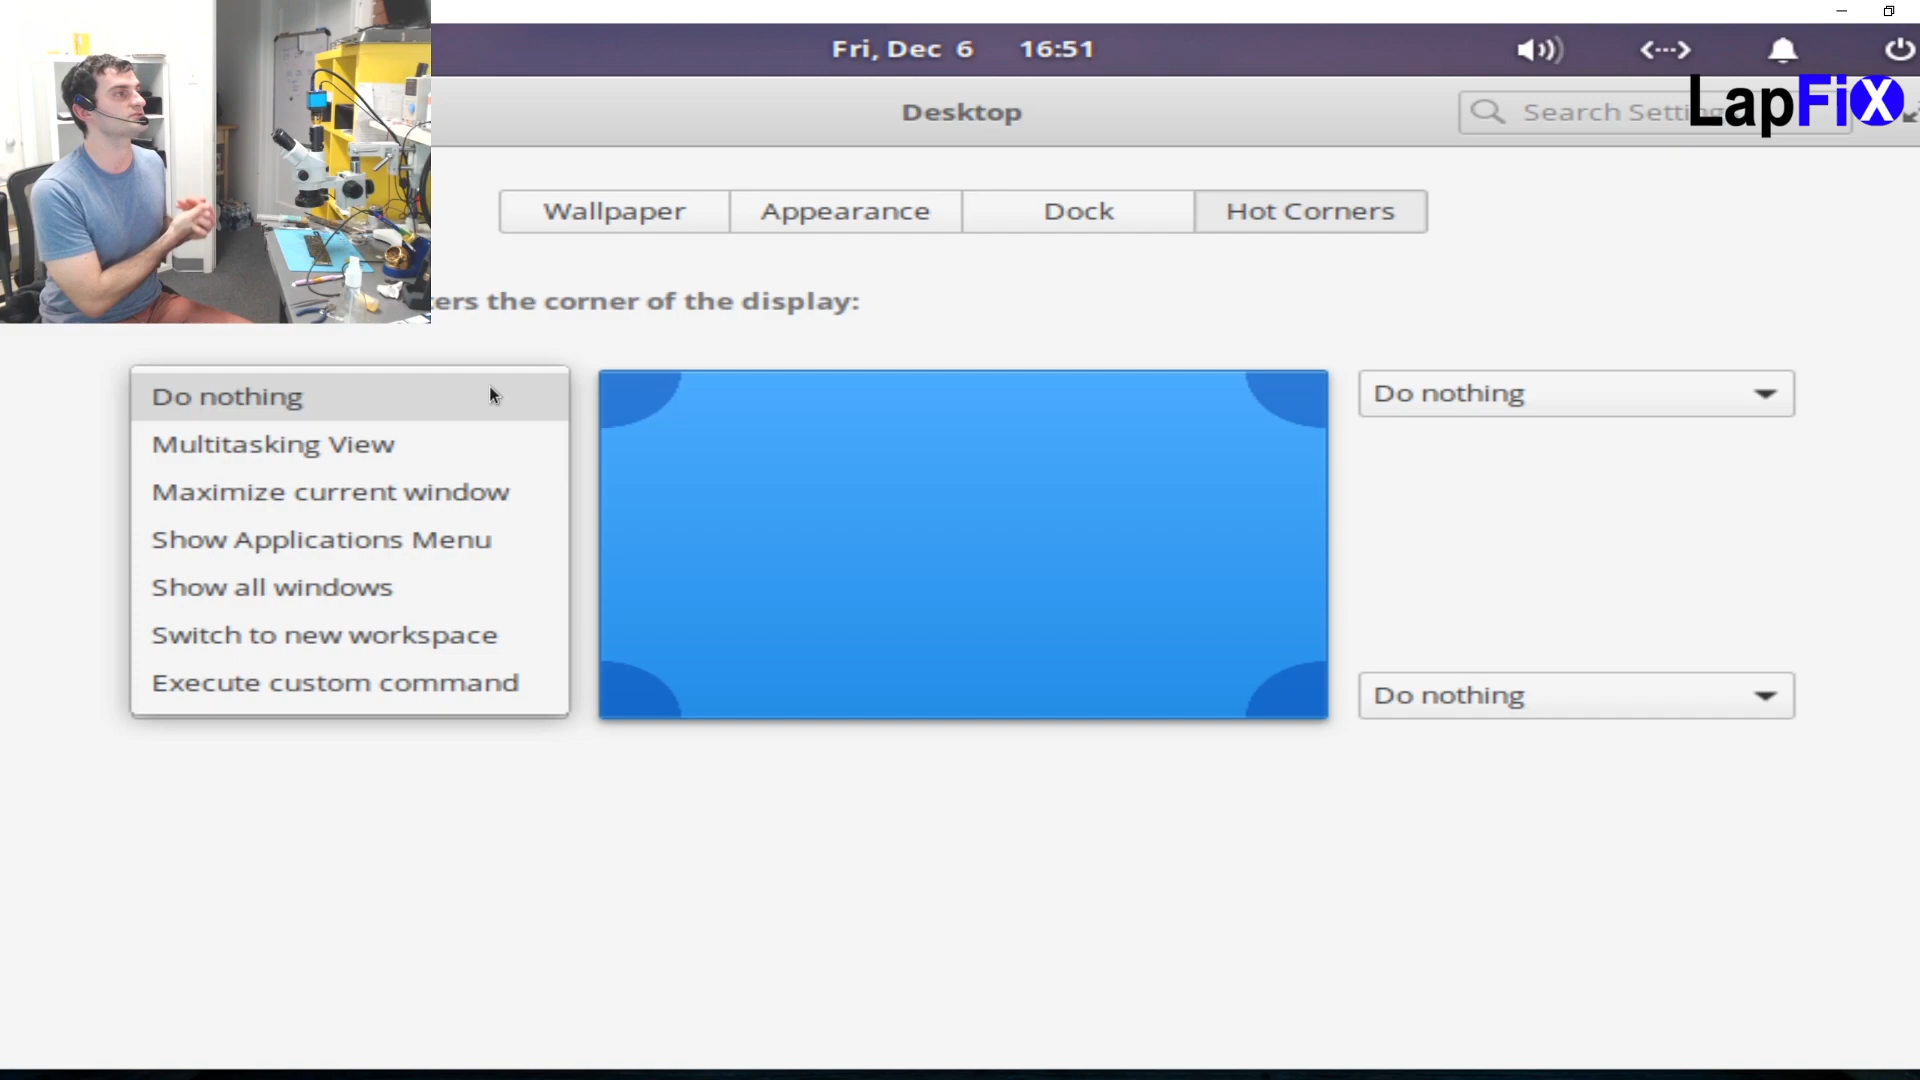 Fri, Dec 6 16:51
LapFiX
Desktop
Search Setti
Wallpaper
Appearance
Dock
Hot Corners
ers the corner of the display:
Do nothing
Multitasking View
Maximize current window
Show Applications Menu
Show all windows
Switch to new workspace
Execute custom command
Do nothing
Do nothing